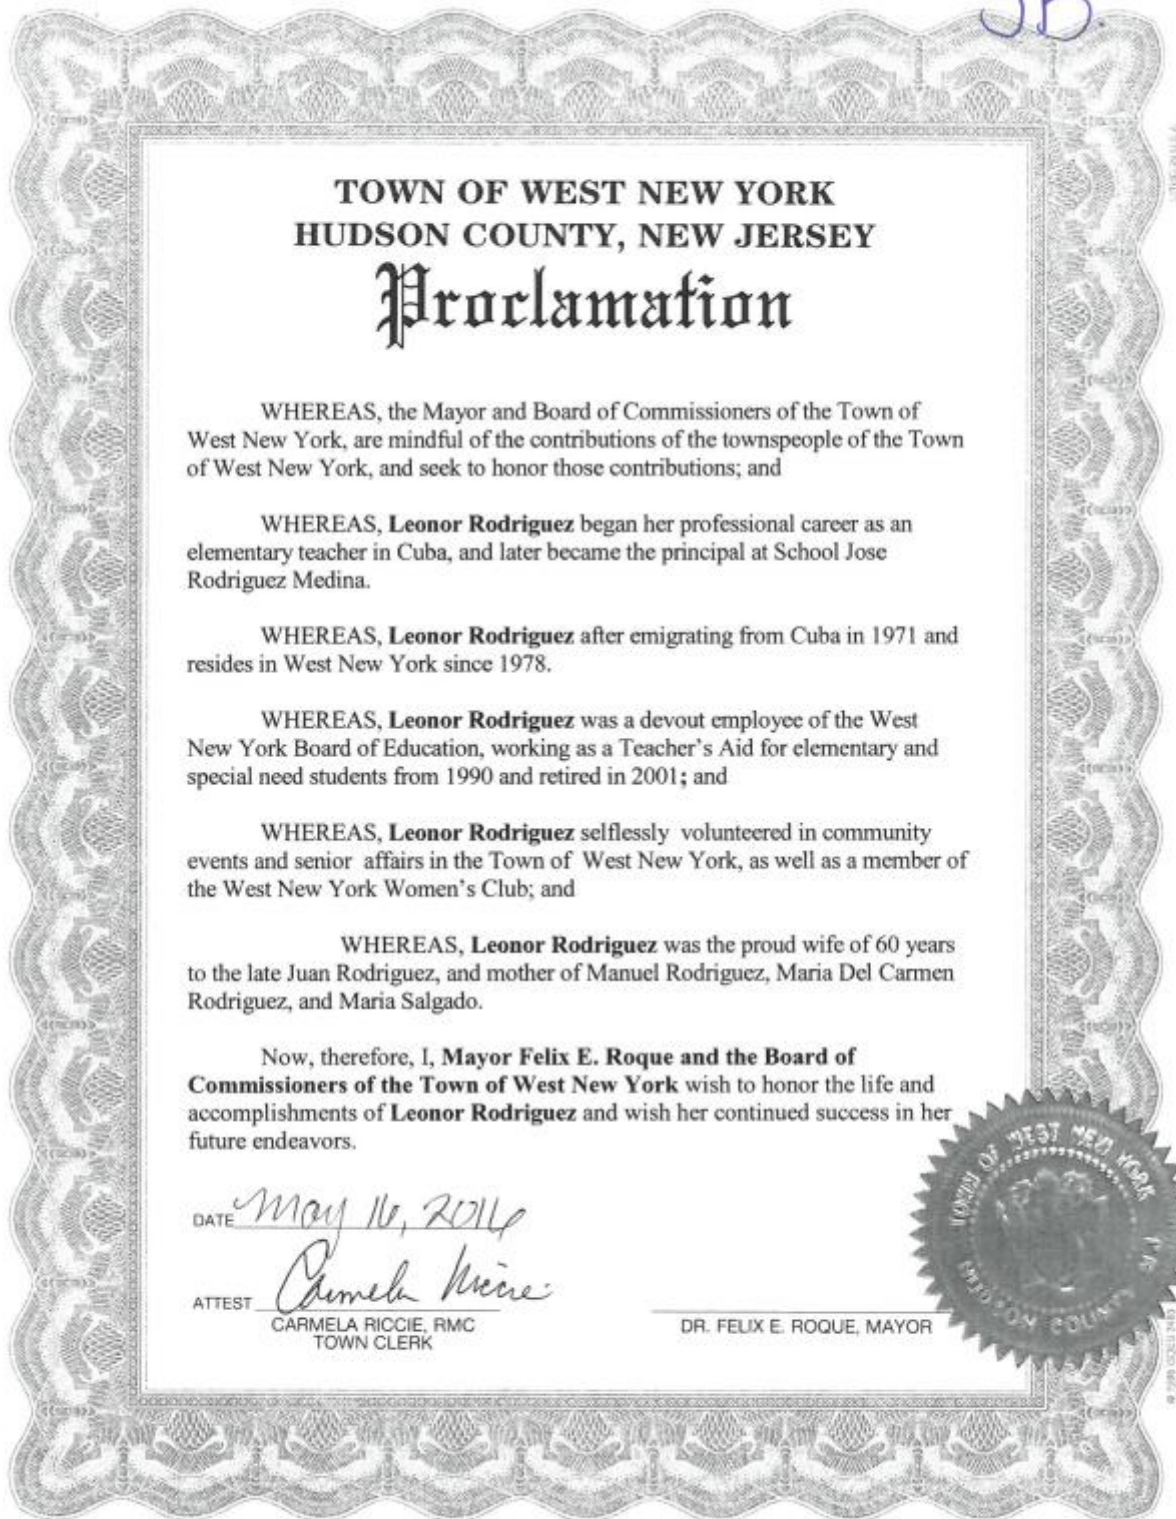 JB
TOWN OF WEST NEW YORK
HUDSON COUNTY, NEW JERSEY
Proclamation
WHEREAS, the Mayor and Board of Commissioners of the Town of
West New York, are mindful of the contributions of the townspeople of the Town
of West New York, and seek to honor those contributions; and
WHEREAS, Leonor Rodriguez began her professional career as an
elementary teacher in Cuba, and later became the principal at School Jose
Rodriguez Medina.
WHEREAS, Leonor Rodriguez after emigrating from Cuba in 1971 and
resides in West New York since 1978.
WHEREAS, Leonor Rodriguez was a devout employee of the West
New York Board of Education, working as a Teacher's Aid for elementary and
special need students from 1990 and retired in 2001; and
WHEREAS, Leonor Rodriguez selflessly volunteered in community
events and senior affairs in the Town of West New York, as well as a member of
the West New York Women's Club; and
WHEREAS, Leonor Rodriguez was the proud wife of 60 years
to the late Juan Rodriguez, and mother of Manuel Rodriguez, Maria Del Carmen
Rodriguez, and Maria Salgado.
Now, therefore, I, Mayor Felix E. Roque and the Board of
Commissioners of the Town of West New York wish to honor the life and
accomplishments of Leonor Rodriguez and wish her continued success in her
future endeavors.
DATE May 16, 2016
ATTEST Carmela Riccie
CARMELA RICCIE, RMC
TOWN CLERK
DR. FELIX E. ROQUE, MAYOR
TOWN OF WEST NEW YORK
HUDSON COUNTY